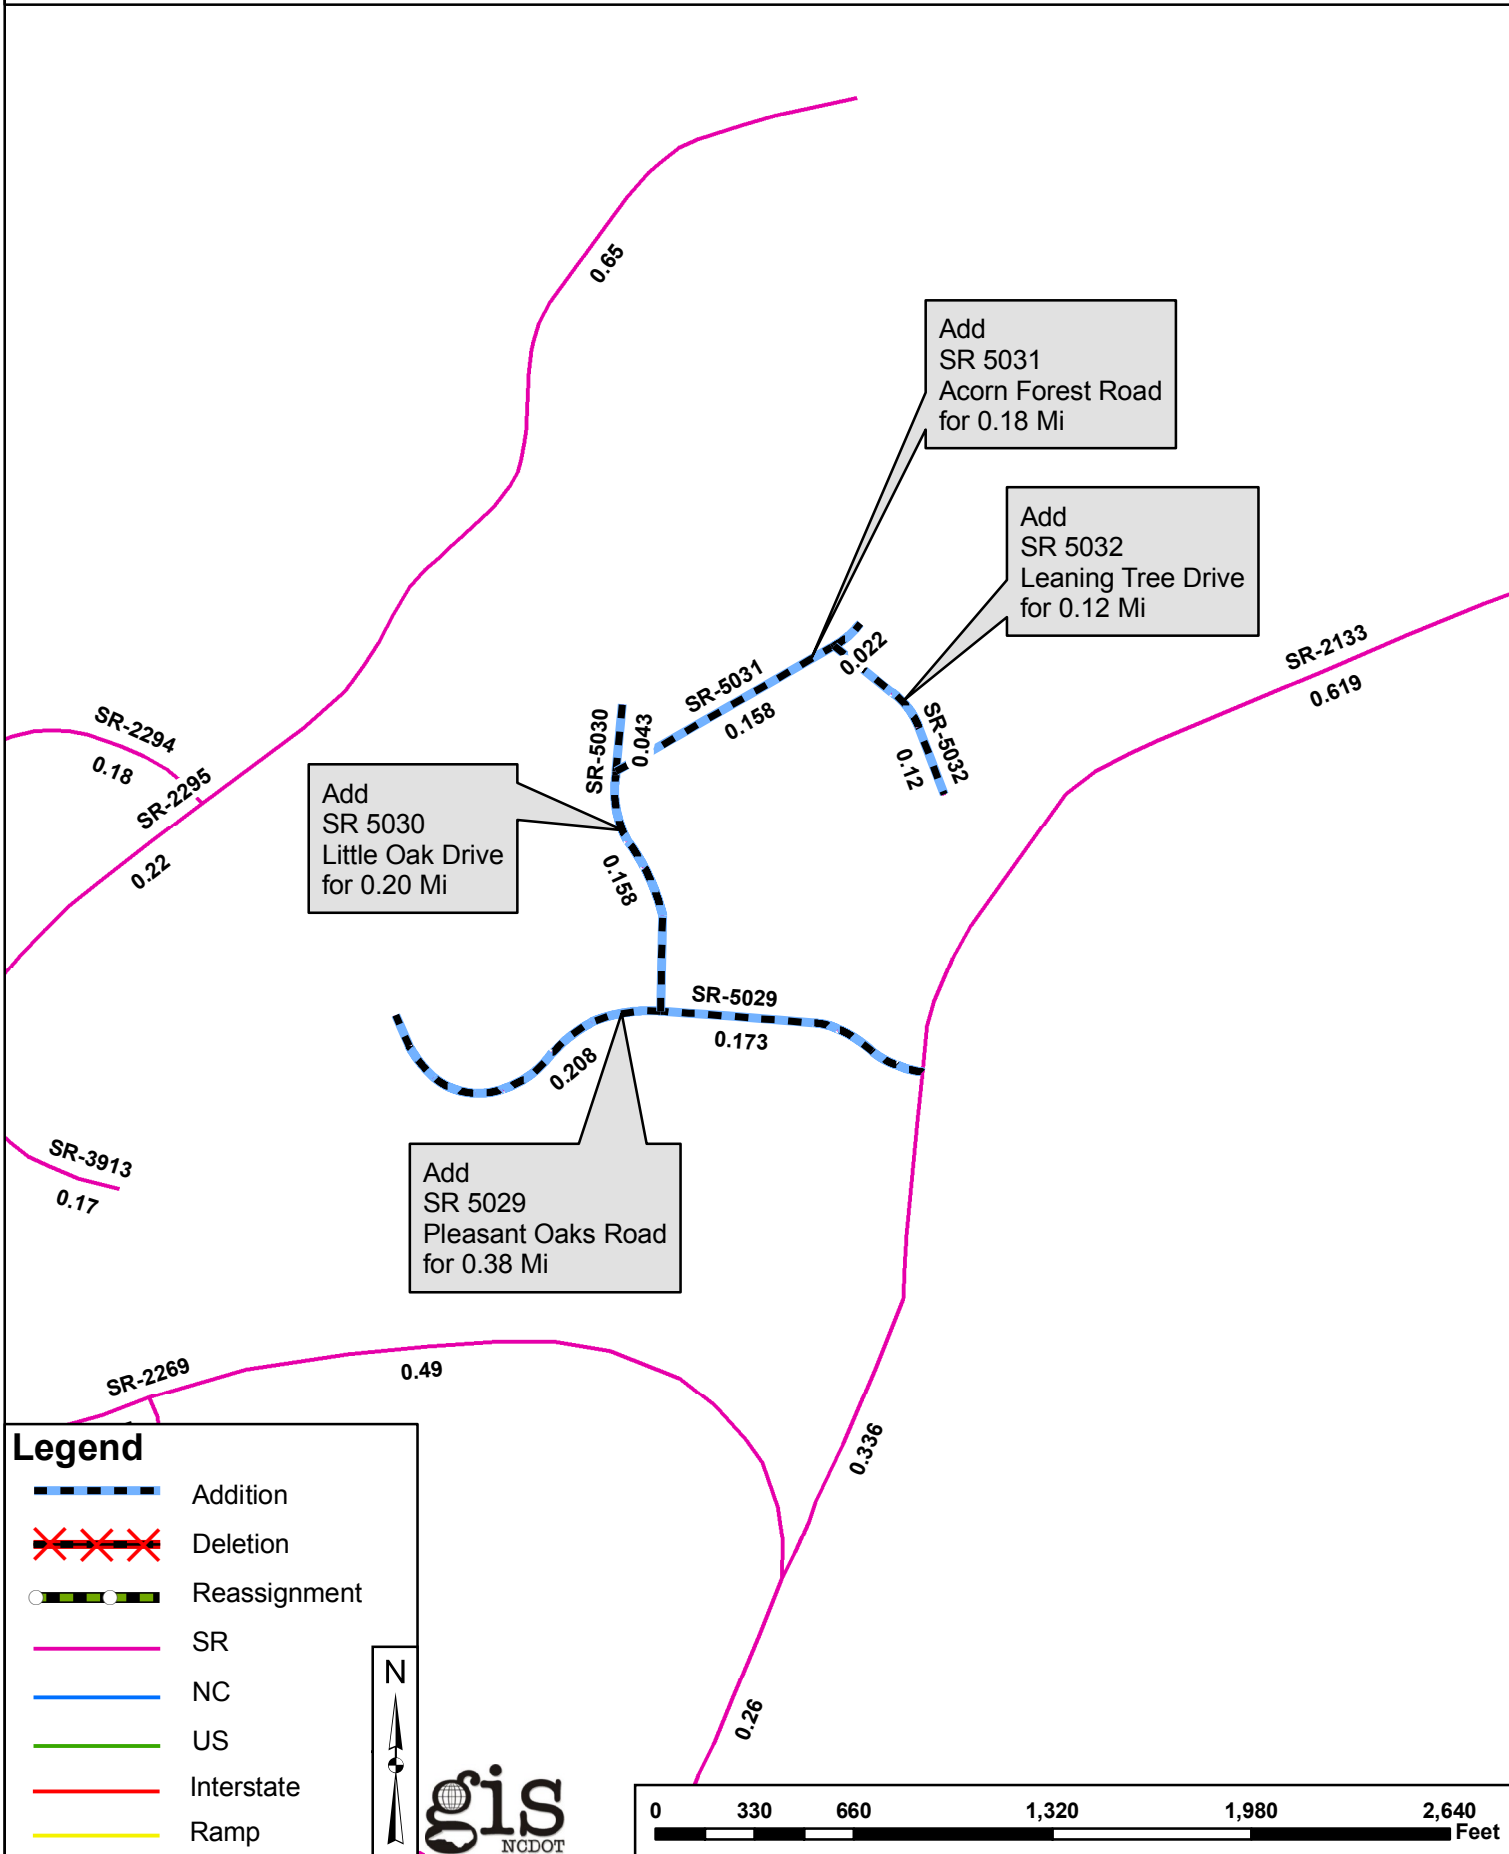 0.65
Add
SR 5031
Acorn Forest Road
for 0.18 Mi
Add
SR 5032
Leaning Tree Drive
for 0.12 Mi
SR-2133
0.619
0.022
SR-5031
0.158
SR-5032
0.12
SR-5030
0.043
SR-2294
0.18
SR-2295
0.22
Add
SR 5030
Little Oak Drive
for 0.20 Mi
0.158
SR-5029
0.173
0.208
SR-3913
0.17
Add
SR 5029
Pleasant Oaks Road
for 0.38 Mi
SR-2269
0.49
0.336
0.26
Legend
Addition
Deletion
Reassignment
SR
NC
US
Interstate
Ramp
N
gis
NCDOT
0 330 660 1,320 1,980 2,640
Feet